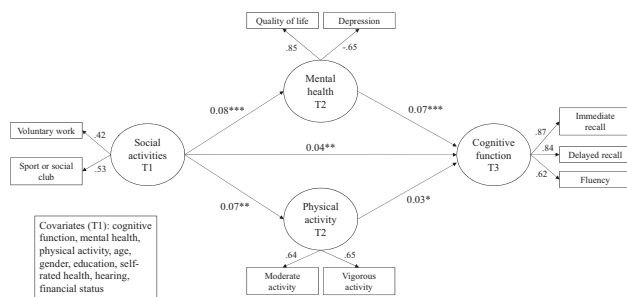 Quality of life
Depression
.85
-.65
Mental
health
T2
0.08***
0.07***
Voluntary work
.42
Sport or social
club
.53
Social
activities
T1
0.04**
Cognitive
function
T3
.87
Immediate
recall
.84
Delayed recall
.62
Fluency
0.07**
0.03*
Physical
activity
T2
.64
.65
Moderate
activity
Vigorous
activity
Covariates (T1): cognitive
function, mental health,
physical activity, age,
gender, education, self-
rated health, hearing,
financial status